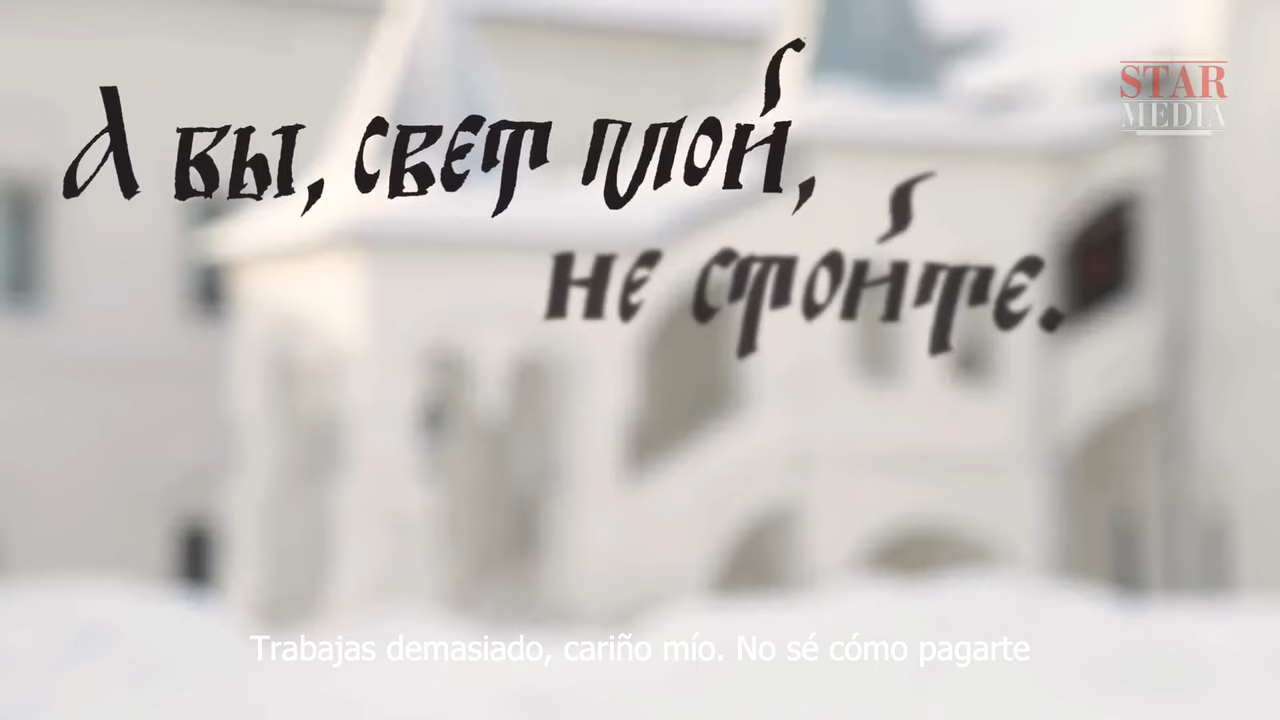 STAR
MEDIA
А вы, свет мой,
не стойте.
Trabajas demasiado, cariño mío. No sé cómo pagarte